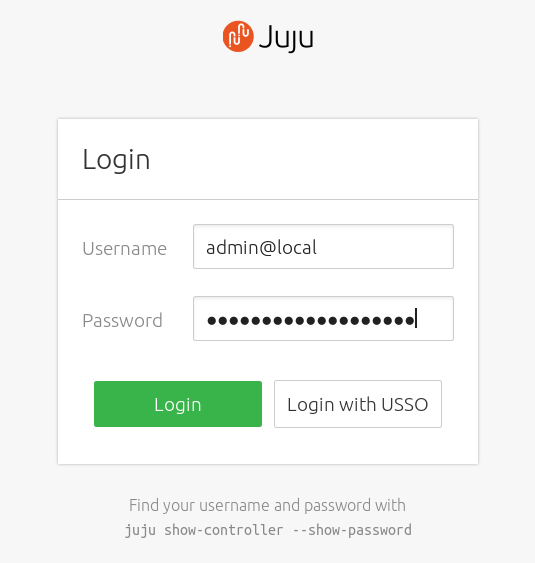 Juju
Login
Username
admin@local
Password
●●●●●●●●●●●●●●●●●●●
Login
Login with USSO
Find your username and password with
juju show-controller --show-password